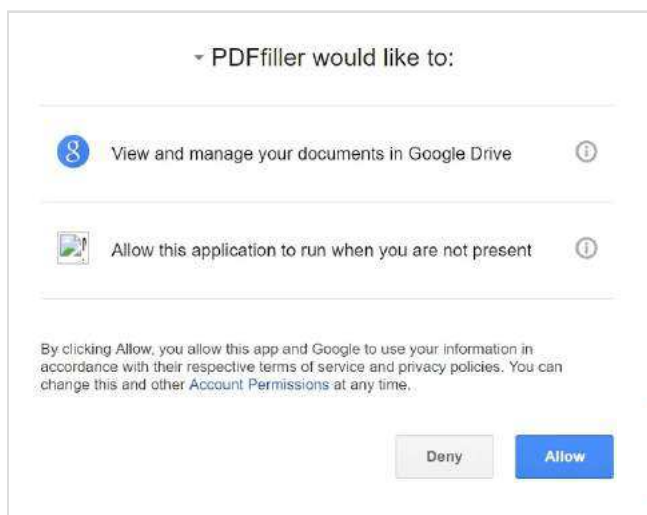 PDFfiller would like to:
8 View and manage your documents in Google Drive
Allow this application to run when you are not present
By clicking Allow, you allow this app and Google to use your information in
accordance with their respective terms of service and privacy policies. You can
change this and other Account Permissions at any time.
Deny Allow